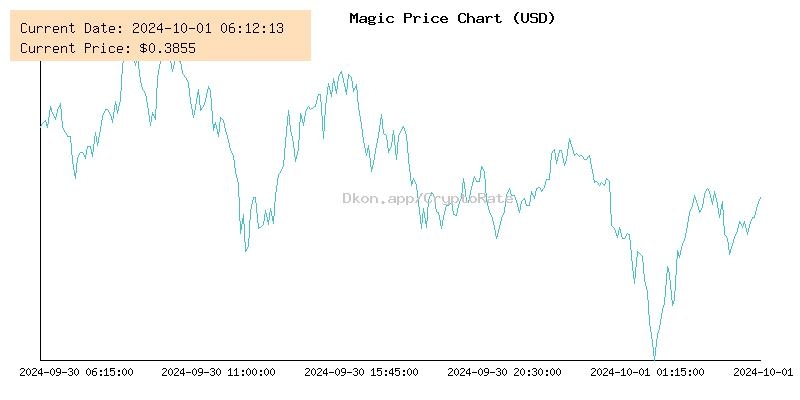 Magic Price Chart (USD)
Current Date: 2024-10-01 06:12:13
Current Price: $0.3855
Dkon.app/CryptoRate
2024-09-30 06:15:00 2024-09-30 11:00:00 2024-09-30 15:45:00 2024-09-30 20:30:00 2024-10-01 01:15:00 2024-10-01